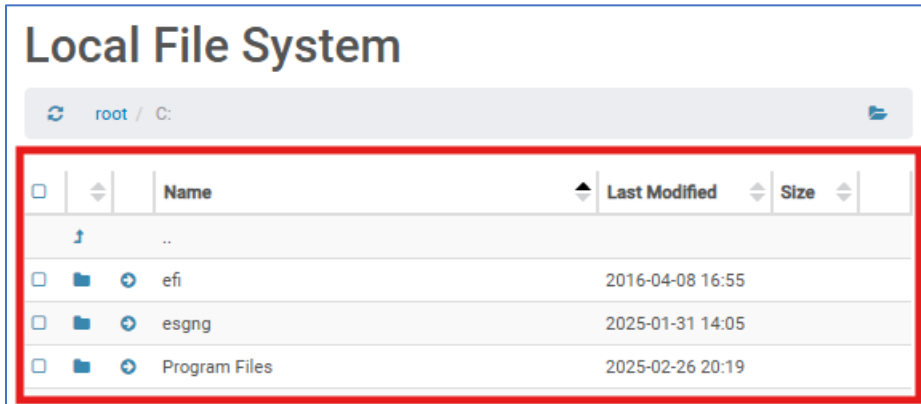 Local File System
root / C:
Name Last Modified Size
..
efi 2016-04-08 16:55
esgng 2025-01-31 14:05
Program Files 2025-02-26 20:19